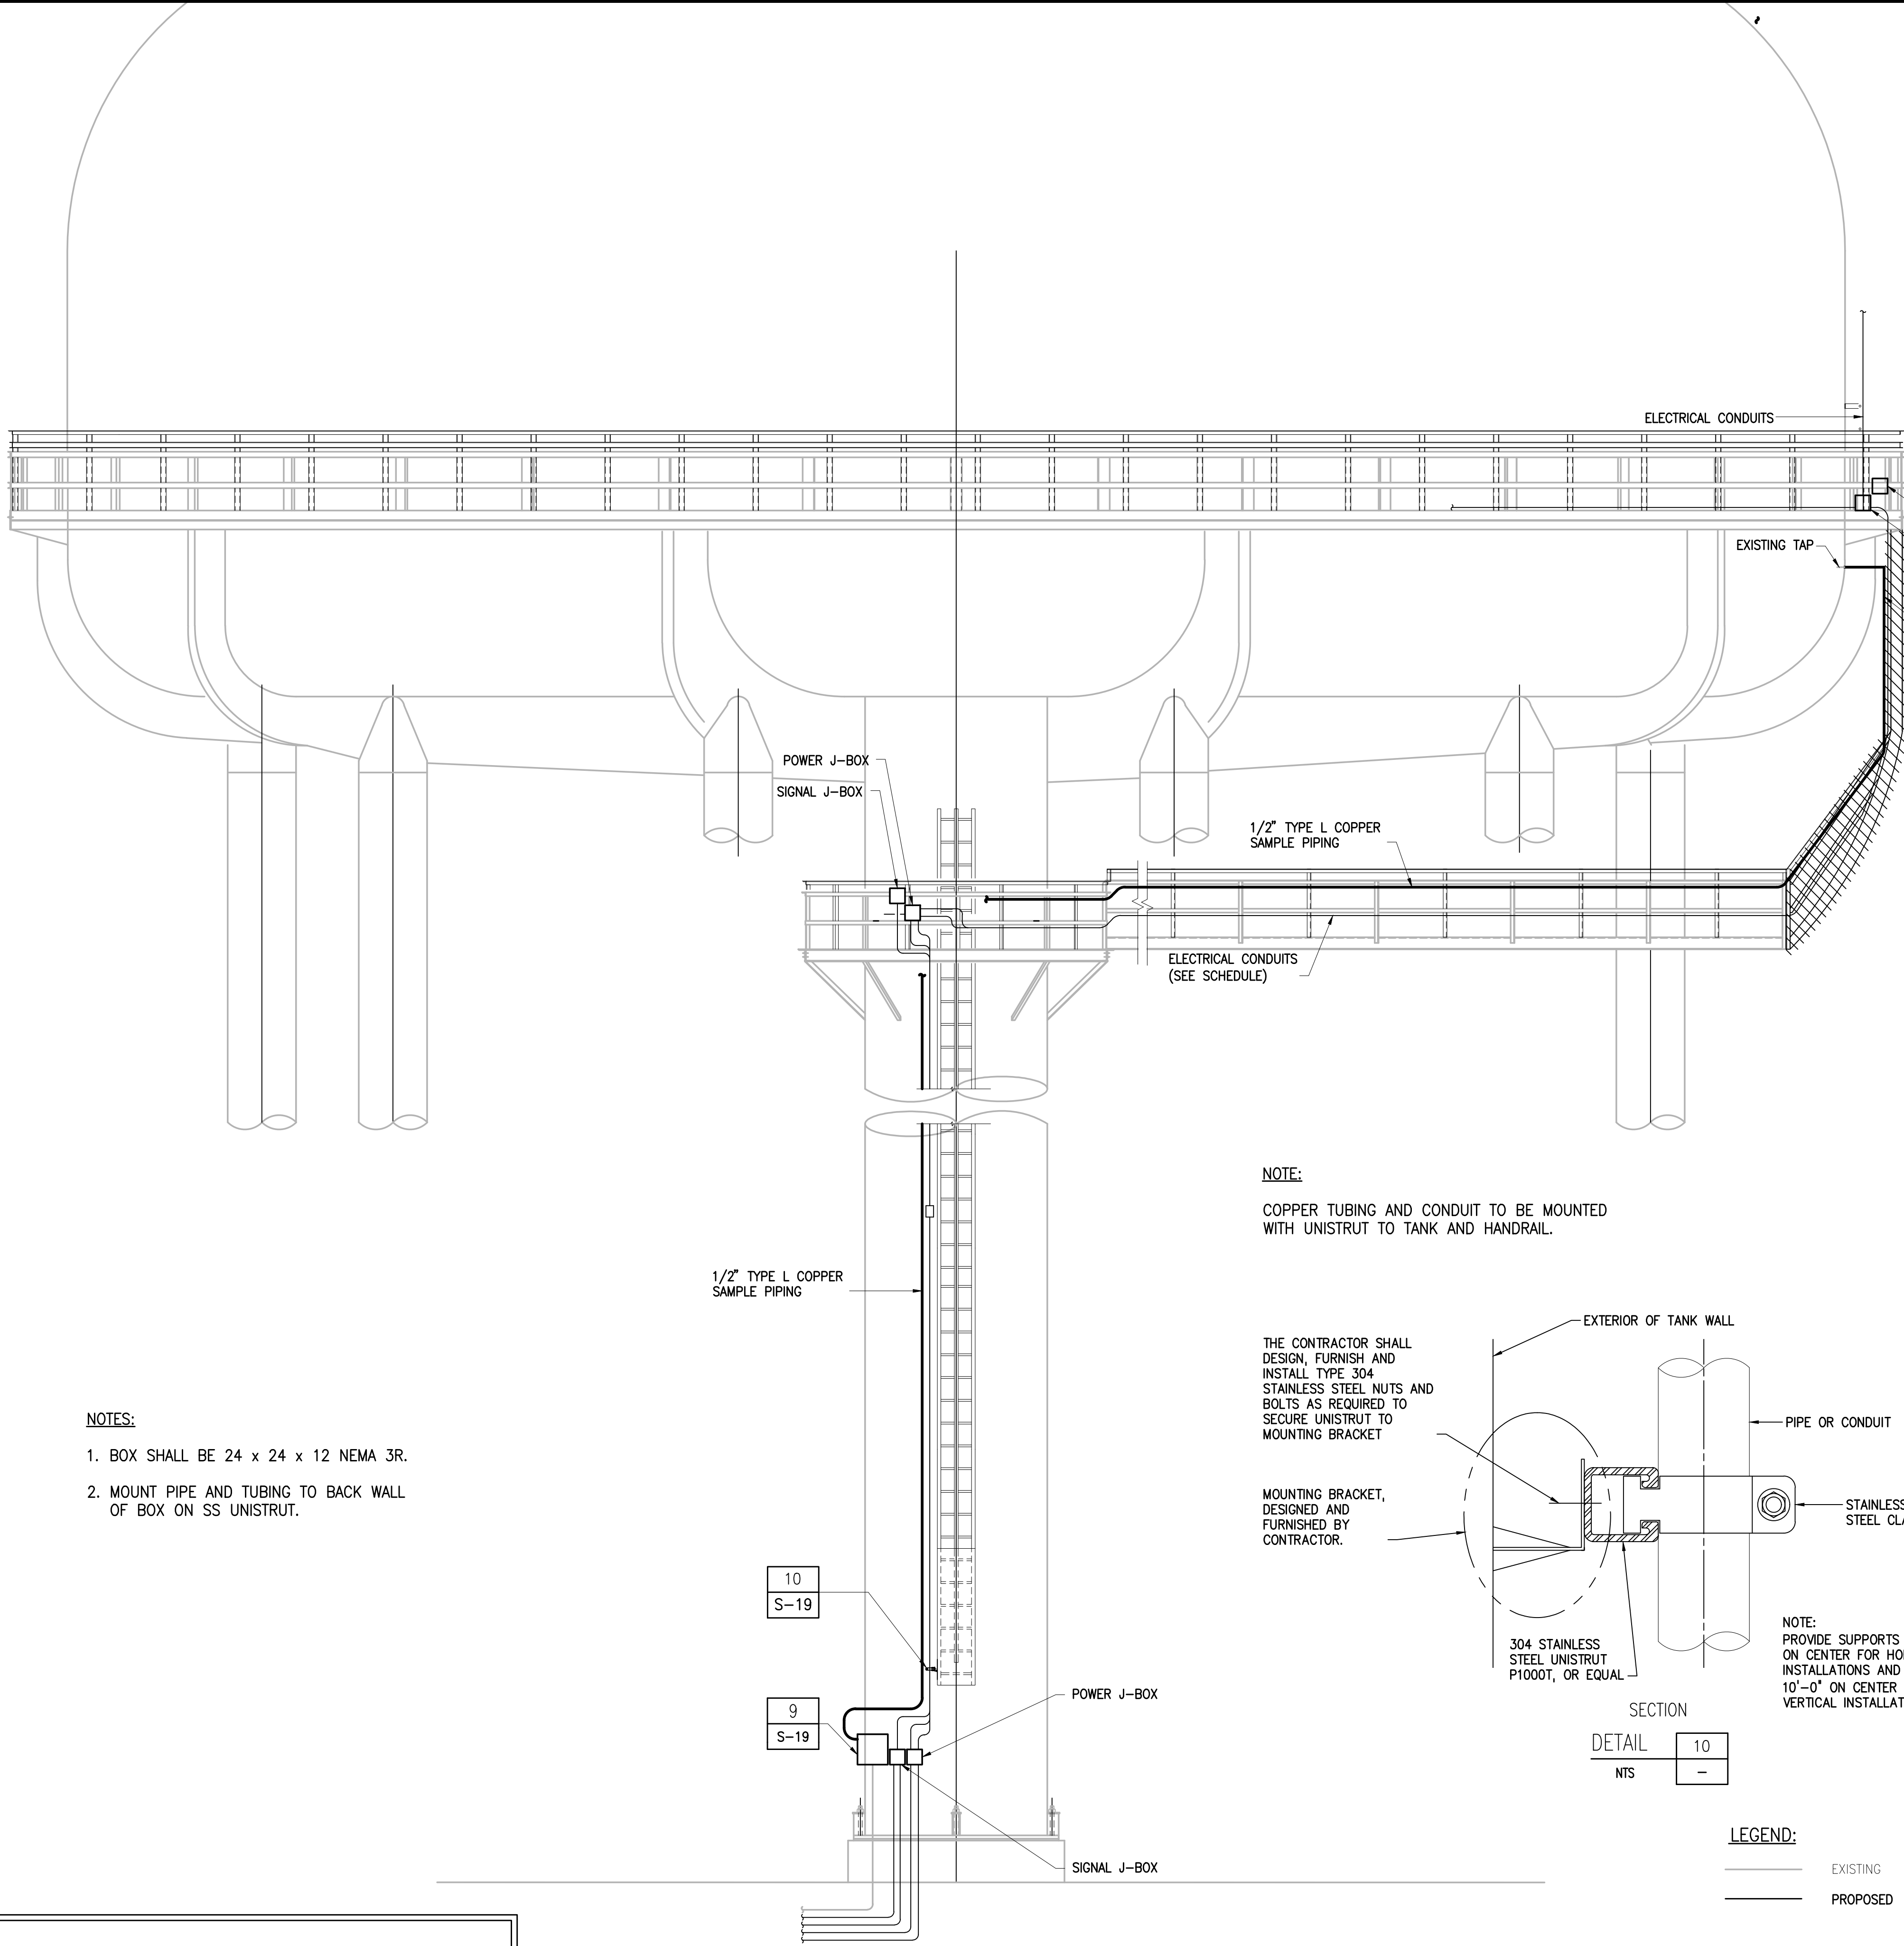 ELECTRICAL CONDUITS
EXISTING TAP
POWER J-BOX
SIGNAL J-BOX
1/2" TYPE L COPPER
SAMPLE PIPING
ELECTRICAL CONDUITS
(SEE SCHEDULE)
NOTE:
COPPER TUBING AND CONDUIT TO BE MOUNTED
WITH UNISTRUT TO TANK AND HANDRAIL.
1/2" TYPE L COPPER
SAMPLE PIPING
NOTES:
1. BOX SHALL BE 24 x 24 x 12 NEMA 3R.
2. MOUNT PIPE AND TUBING TO BACK WALL
OF BOX ON SS UNISTRUT.
EXTERIOR OF TANK WALL
THE CONTRACTOR SHALL
DESIGN, FURNISH AND
INSTALL TYPE 304
STAINLESS STEEL NUTS AND
BOLTS AS REQUIRED TO
SECURE UNISTRUT TO
MOUNTING BRACKET
PIPE OR CONDUIT
MOUNTING BRACKET,
DESIGNED AND
FURNISHED BY
CONTRACTOR.
STAINLESS
STEEL
304 STAINLESS
STEEL UNISTRUT
P1000T, OR EQUAL
NOTE:
PROVIDE SUPPORTS
ON CENTER FOR
INSTALLATIONS AND
10'-0" ON CENTER
VERTICAL
SECTION
DETAIL 10
NTS -
10
S-19
9
S-19
POWER J-BOX
SIGNAL J-BOX
LEGEND:
EXISTING
PROPOSED